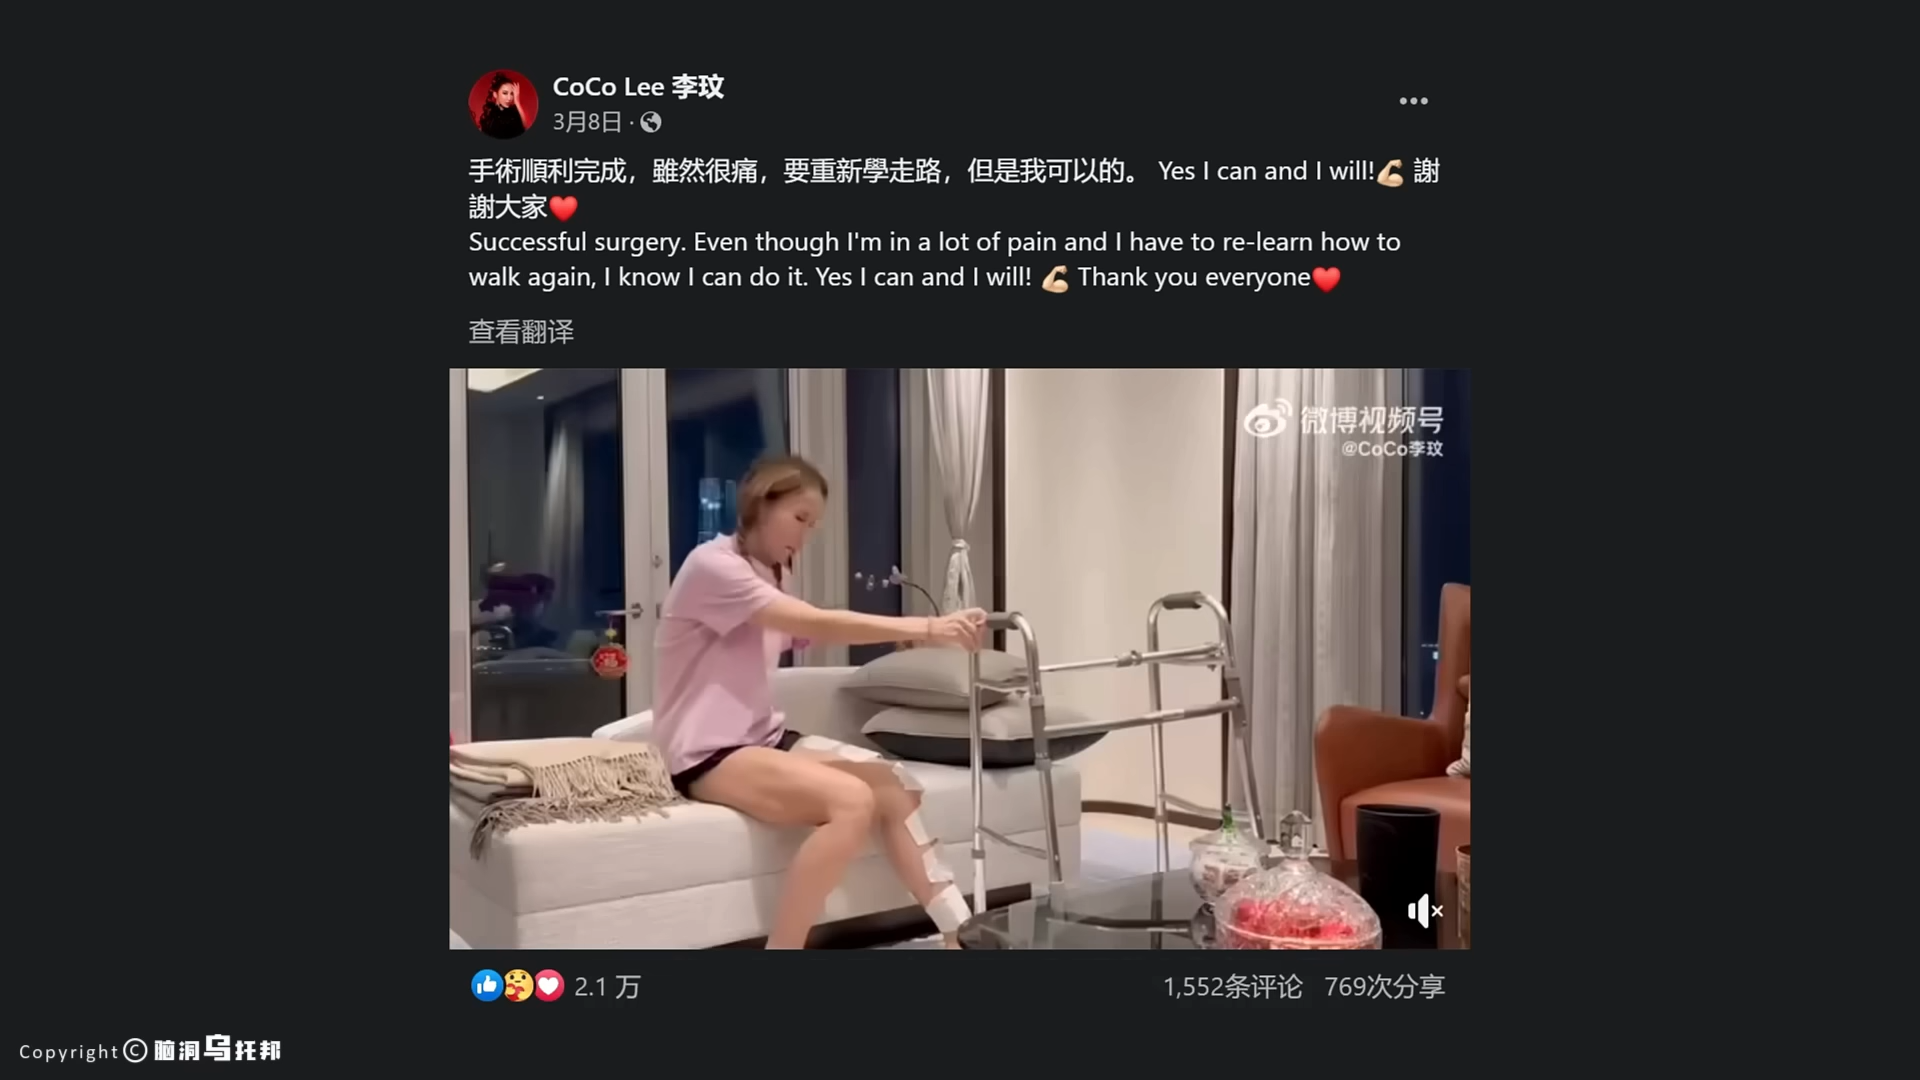 CoCo Lee 李玟
3月8日 ·
手術順利完成，雖然很痛，要重新學走路，但是我可以的。 Yes I can and I will!💪🏼 謝
謝大家❤️
Successful surgery. Even though I'm in a lot of pain and I have to re-learn how to
walk again, I know I can do it. Yes I can and I will! 💪🏼 Thank you everyone❤️
查看翻译
微博视频号
@CoCo李玟
福
2.1 万
1,552条评论 769次分享
Copyright © 脑洞乌托邦